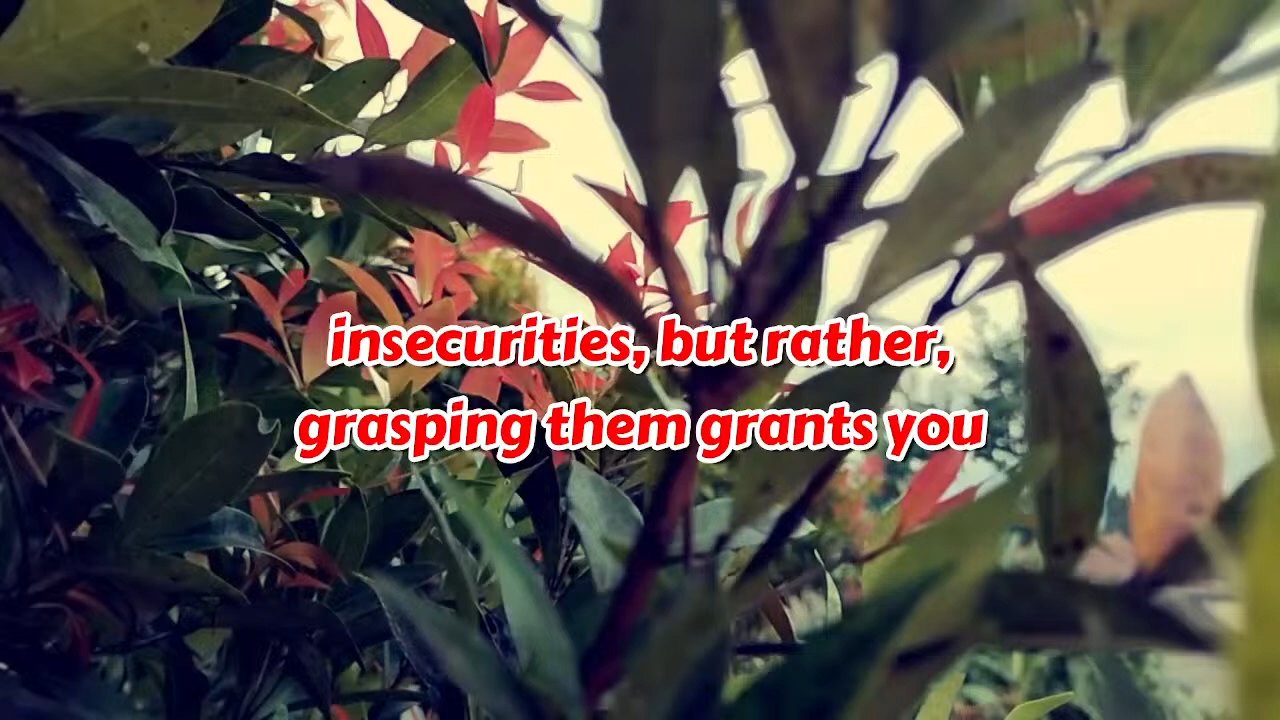 insecurities, but rather,
grasping them grants you